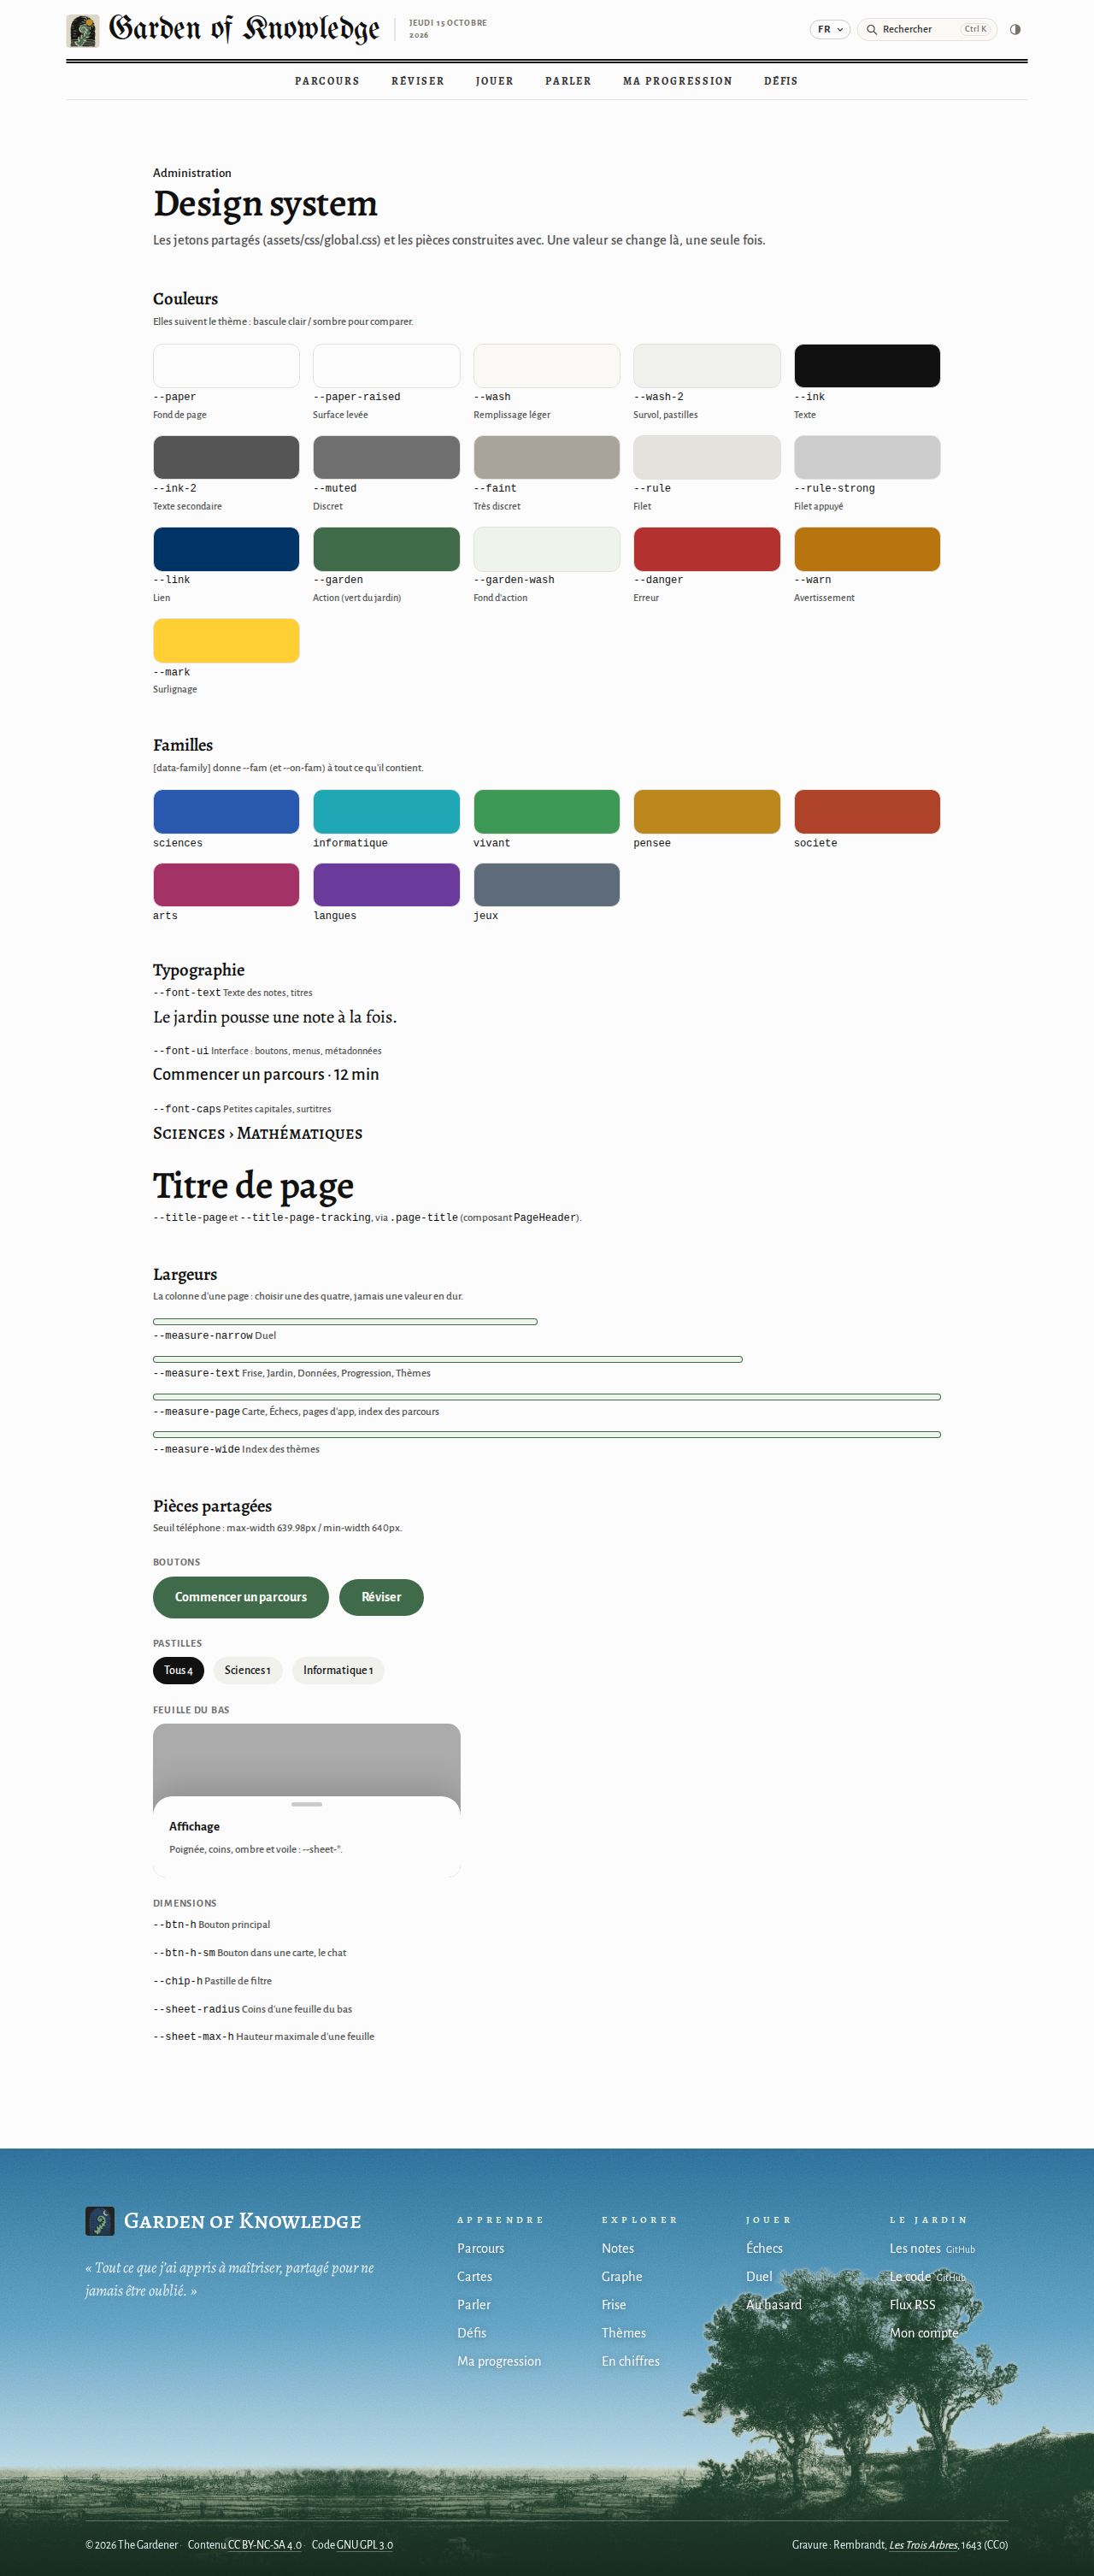 Garden of Knowledge
JEUDI 15 OCTOBRE
2026
FR
Rechercher
Ctrl K
PARCOURS RÉVISER JOUER PARLER MA PROGRESSION DÉFIS
Administration
Design system
Les jetons partagés (assets/css/global.css) et les pièces construites avec. Une valeur se change là, une seule fois.
Couleurs
Elles suivent le thème : bascule clair / sombre pour comparer.
--paper --paper-raised --wash --wash-2 --ink
Fond de page Surface levée Remplissage léger Survol, pastilles Texte
--ink-2 --muted --faint --rule --rule-strong
Texte secondaire Discret Très discret Filet Filet appuyé
--link --garden --garden-wash --danger --warn
Lien Action (vert du jardin) Fond d'action Erreur Avertissement
--mark
Surlignage
Familles
[data-family] donne --fam (et --on-fam) à tout ce qu'il contient.
sciences informatique vivant pensee societe
arts langues jeux
Typographie
--font-text Texte des notes, titres
Le jardin pousse une note à la fois.
--font-ui Interface : boutons, menus, métadonnées
Commencer un parcours · 12 min
--font-caps Petites capitales, surtitres
Sciences › Mathématiques
Titre de page
--title-page et --title-page-tracking, via .page-title (composant PageHeader).
Largeurs
La colonne d'une page : choisir une des quatre, jamais une valeur en dur.
--measure-narrow Duel
--measure-text Frise, Jardin, Données, Progression, Thèmes
--measure-page Carte, Échecs, pages d'app, index des parcours
--measure-wide Index des thèmes
Pièces partagées
Seuil téléphone : max-width 639.98px / min-width 640px.
BOUTONS
Commencer un parcours Réviser
PASTILLES
Tous 4 Sciences 1 Informatique 1
FEUILLE DU BAS
Affichage
Poignée, coins, ombre et voile : --sheet-*.
DIMENSIONS
--btn-h Bouton principal
--btn-h-sm Bouton dans une carte, le chat
--chip-h Pastille de filtre
--sheet-radius Coins d'une feuille du bas
--sheet-max-h Hauteur maximale d'une feuille
Garden of Knowledge
« Tout ce que j'ai appris à maîtriser, partagé pour ne
jamais être oublié. »
APPRENDRE
Parcours
Cartes
Parler
Défis
Ma progression
EXPLORER
Notes
Graphe
Frise
Thèmes
En chiffres
JOUER
Échecs
Duel
Au hasard
LE JARDIN
Les notes GitHub
Le code GitHub
Flux RSS
Mon compte
© 2026 The Gardener · Contenu CC BY-NC-SA 4.0 · Code GNU GPL 3.0
Gravure : Rembrandt, Les Trois Arbres, 1643 (CC0)